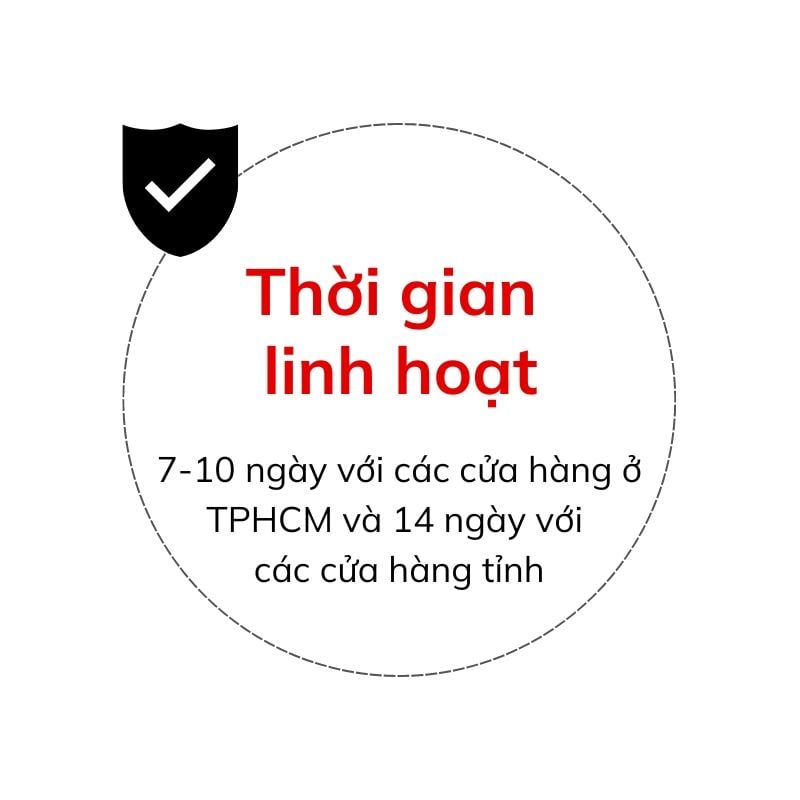 Thời gian
linh hoạt
7-10 ngày với các cửa hàng ở
TPHCM và 14 ngày với
các cửa hàng tỉnh